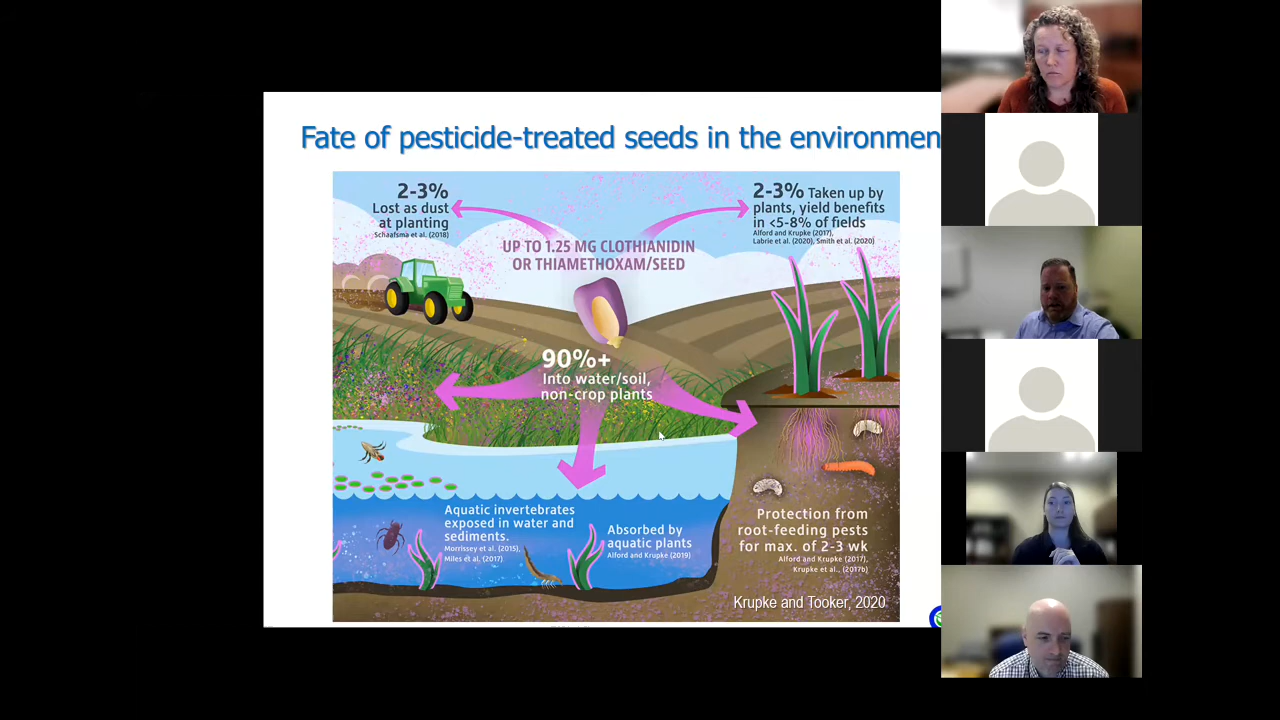 Fate of pesticide-treated seeds in the environmen
2-3%
Lost as dust
at planting
Schaafsma et al. (2018)
2-3% Taken up by
plants, yield benefits
in <5-8% of fields
Alford and Krupke (2017),
Labrie et al. (2020), Smith et al. (2020)
UP TO 1.25 MG CLOTHIANIDIN
OR THIAMETHOXAM/SEED
90%+
Into water/soil,
non-crop plants
Aquatic invertebrates
exposed in water and
sediments.
Morrissey et al. (2015),
Miles et al. (2017)
Absorbed by
aquatic plants
Alford and Krupke (2019)
Protection from
root-feeding pests
for max. of 2-3 wk
Alford and Krupke (2017),
Krupke et al., (2017b)
Krupke and Tooker, 2020